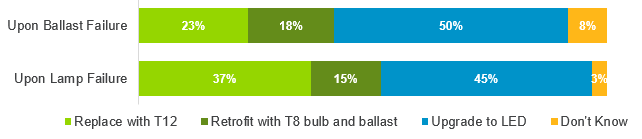 Upon Ballast Failure
23% 18% 50% 8%
Upon Lamp Failure
37% 15% 45% 3%
Replace with T12 Retrofit with T8 bulb and ballast Upgrade to LED Don't Know